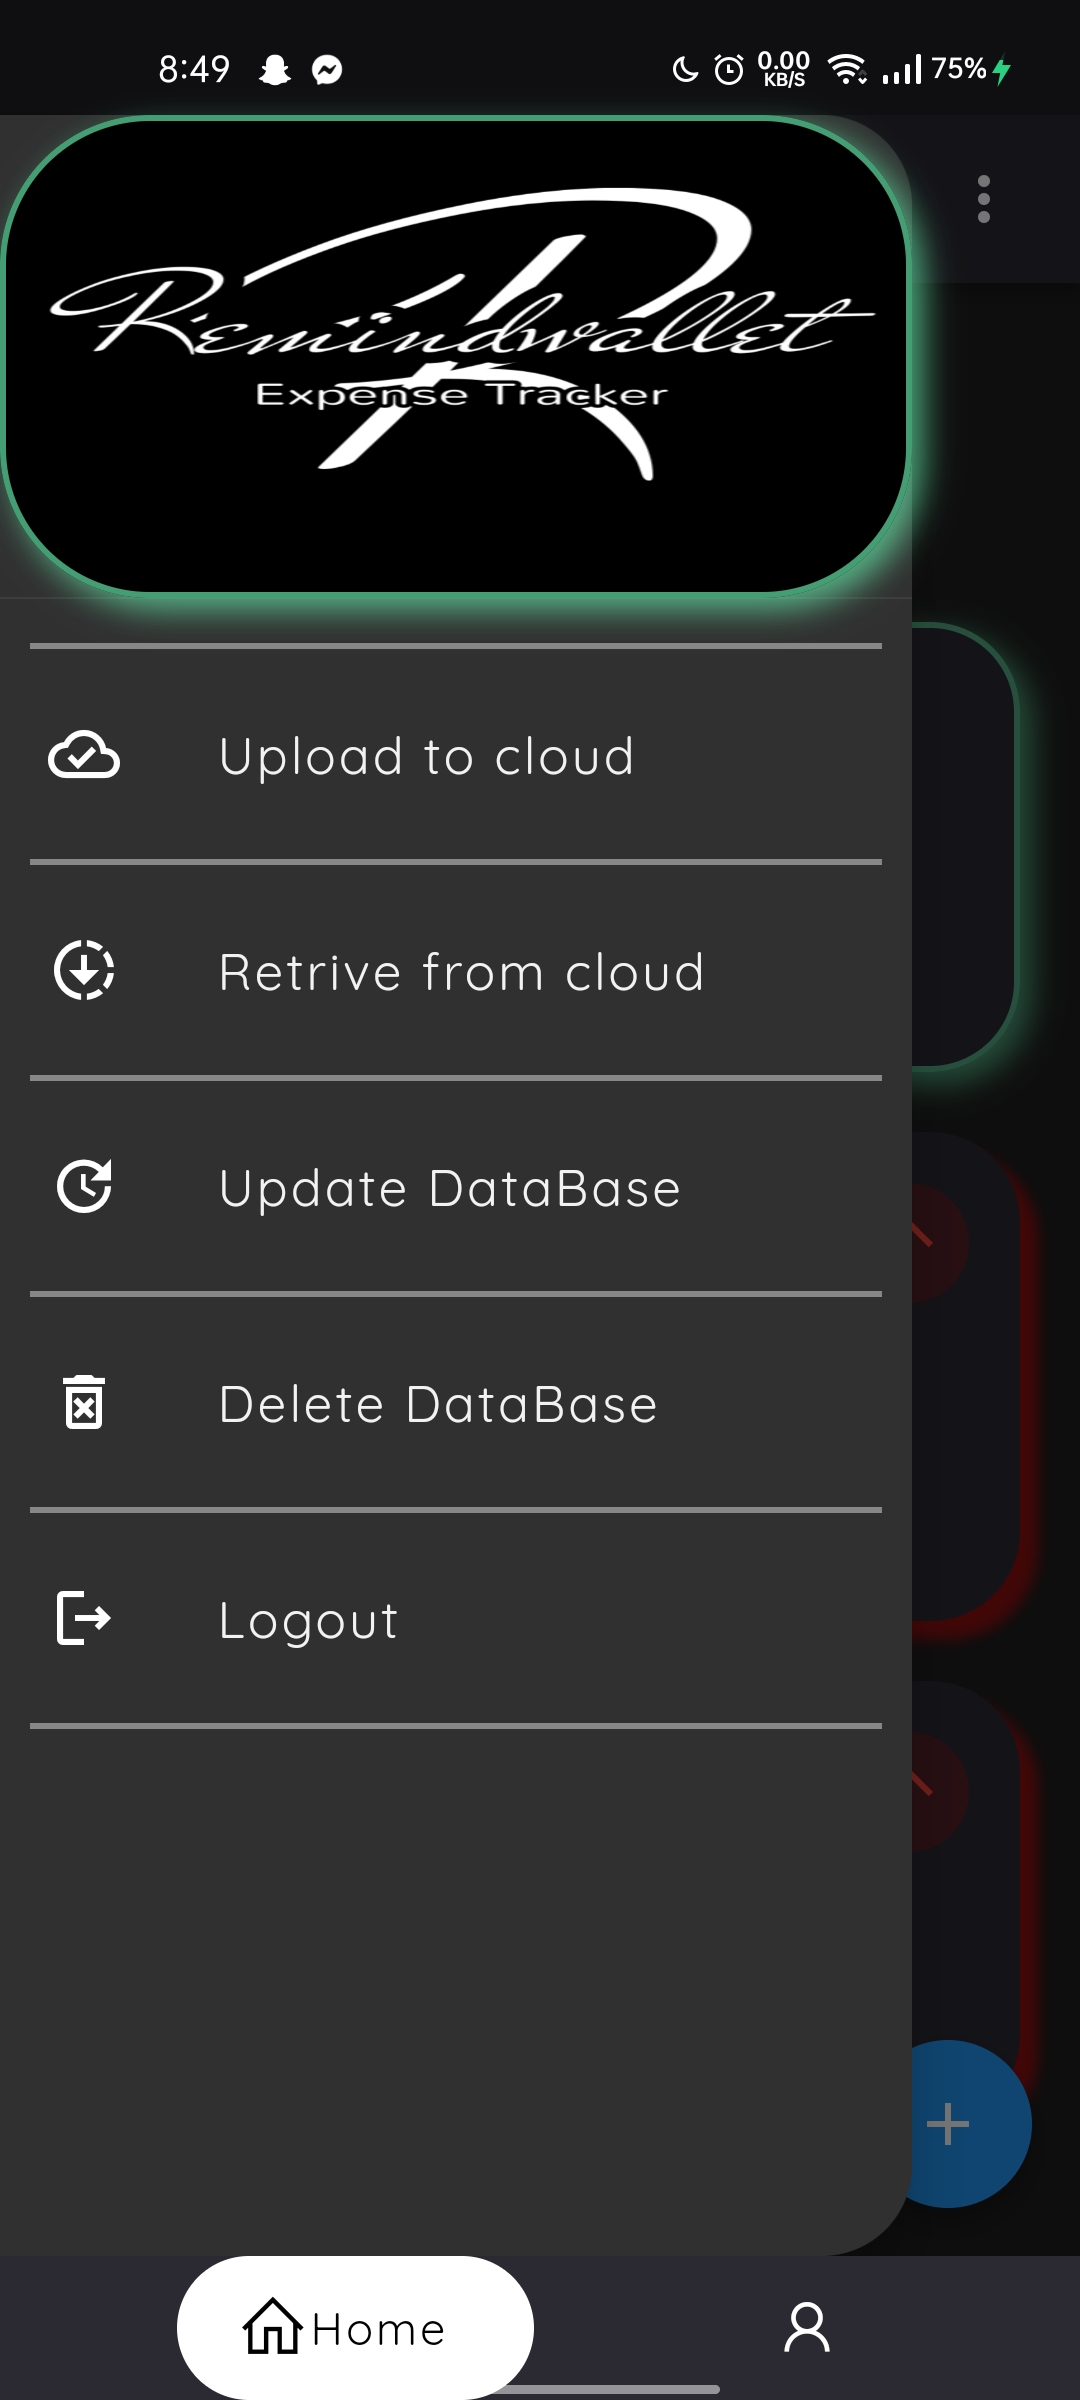 8:49
0.00
KB/S
75%
Remindwallet
Expense Tracker
Upload to cloud
Retrive from cloud
Update DataBase
Delete DataBase
Logout
Home